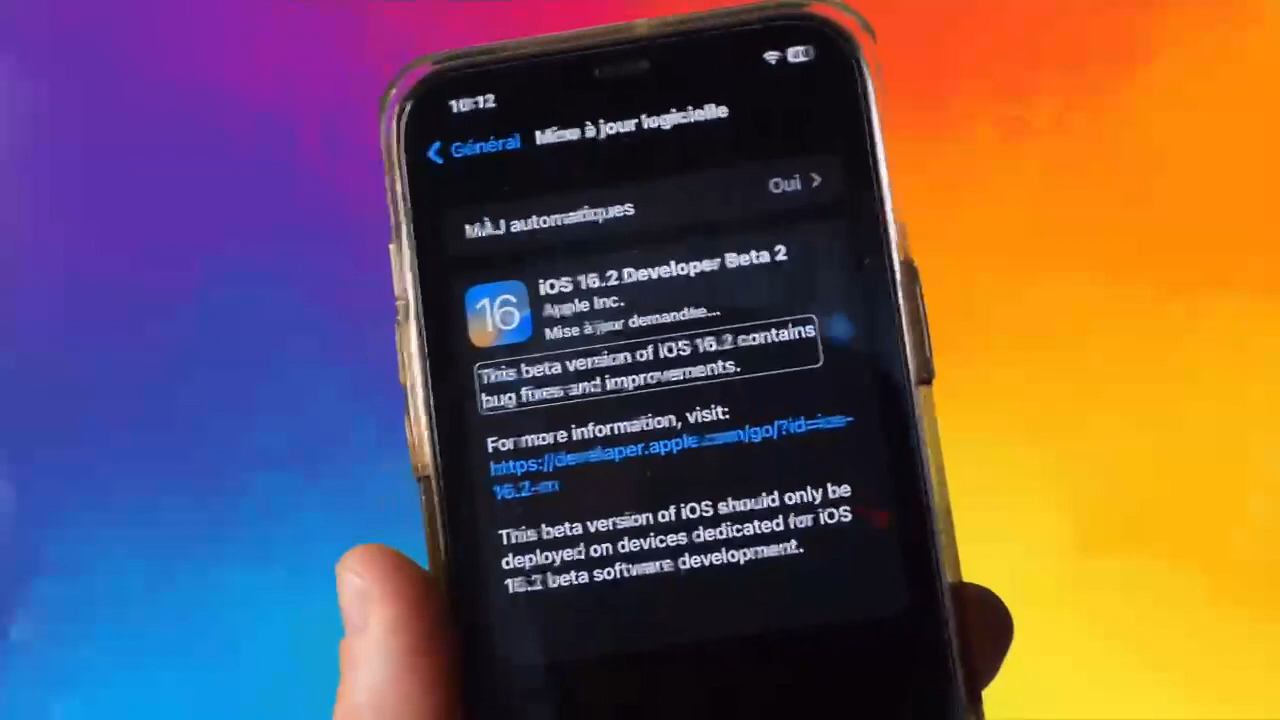 10:12
Général
Mise à jour logicielle
MÀJ automatiques
Oui
16
iOS 16.2 Developer Beta 2
Apple Inc.
Mise à jour demandée...
This beta version of iOS 16.2 contains
bug fixes and improvements.
For more information, visit:
https://developer.apple.com/go/?id=ios-
16.2-rn
This beta version of iOS should only be
deployed on devices dedicated for iOS
16.2 beta software development.